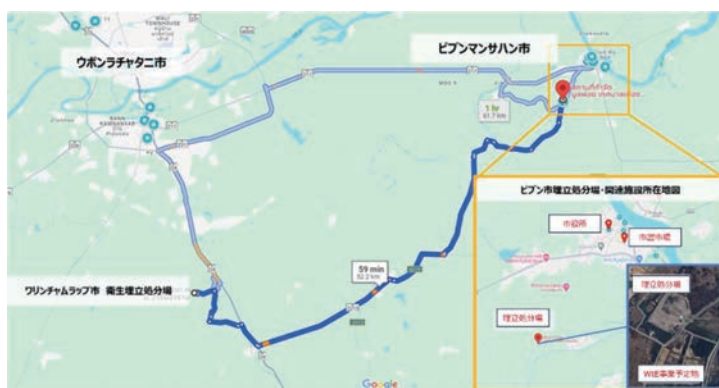 ウボンラチャタニ市
ピブンマンサハン市
1 hr
61.7 km
59 min
52.2 km
ワリンチャムラップ市 衛生埋立処分場
ピブン市埋立処分場・関連施設所在地図
市役所
市営市場
埋立処分場
埋立処分場
WtE事業予定地
Google